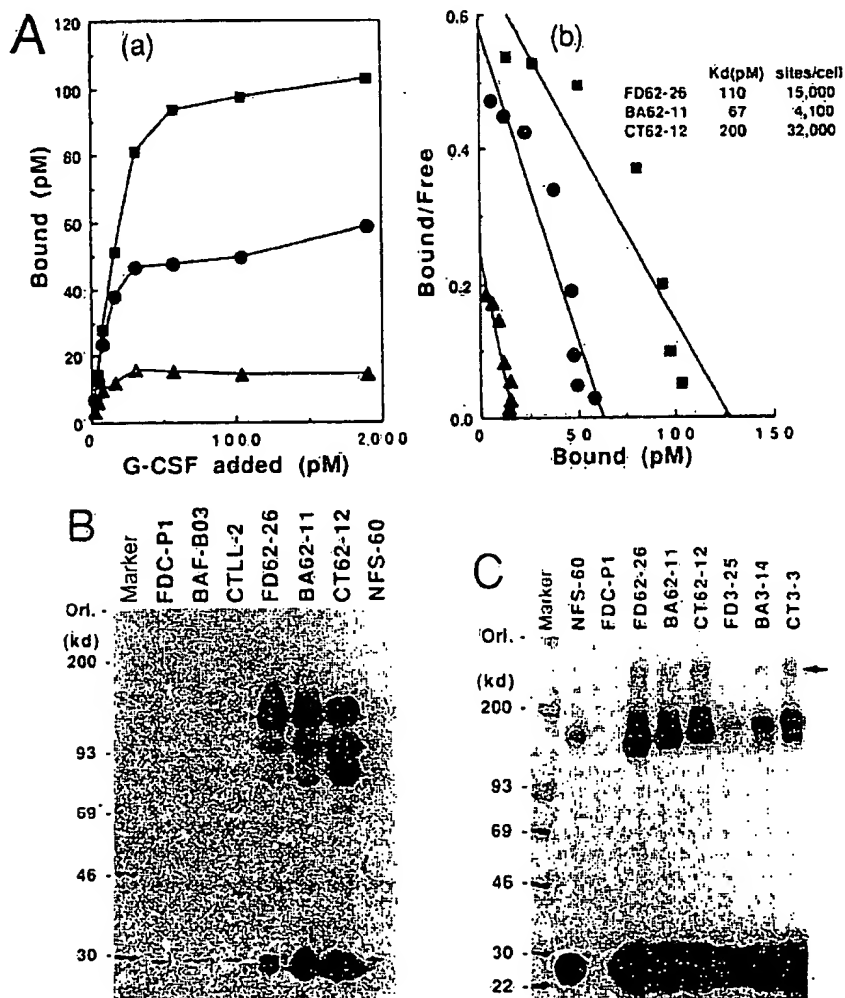 A
(a)
120
100
80
60
40
20
0
Bound (pM)
0 1000 2000
G-CSF added (pM)
(b)
0.6
0.4
0.2
0.0
Bound/Free
0 50 100 150
Bound (pM)
Kd(pM) sites/cell
FD62-26 110 15,000
BA62-11 67 4,100
CT62-12 200 32,000
B
Marker
FDC-P1
BAF-B03
CTLL-2
FD62-26
BA62-11
CT62-12
NFS-60
Ori.
(kd)
200 -
93 -
69 -
46 -
30 -
C
Marker
NFS-60
FDC-P1
FD62-26
BA62-11
CT62-12
FD3-25
BA3-14
CT3-3
Ori. -
(kd)
200 -
93 -
69 -
45 -
30 -
22 -